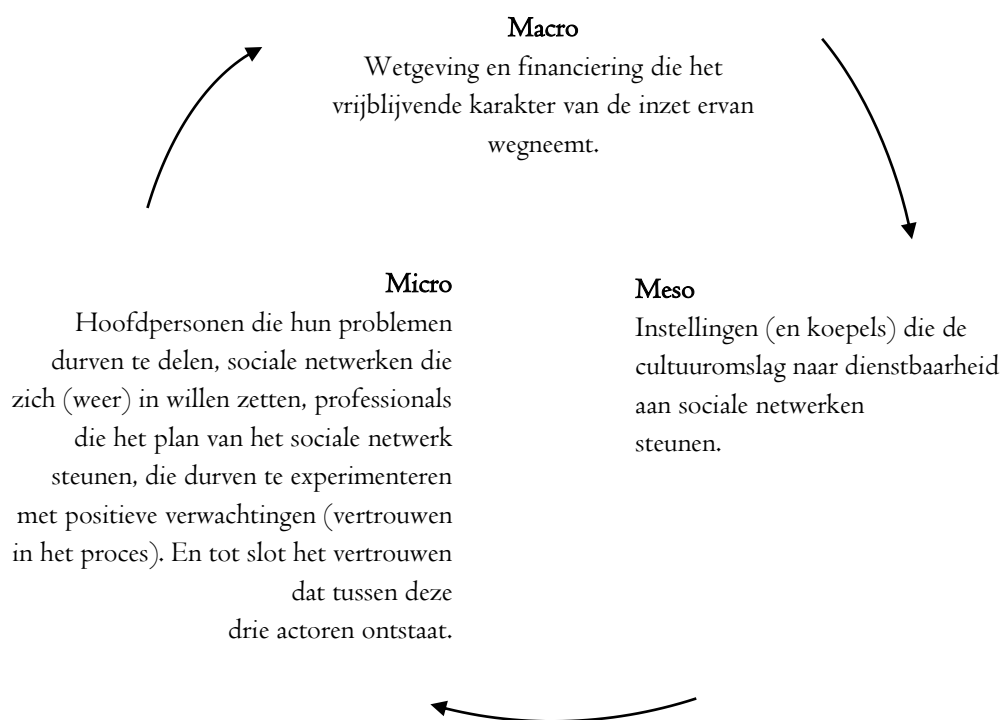 Macro
Wetgeving en financiering die het
vrijblijvende karakter van de inzet ervan
wegneemt.
Micro
Hoofdpersonen die hun problemen
durven te delen, sociale netwerken die
zich (weer) in willen zetten, professionals
die het plan van het sociale netwerk
steunen, die durven te experimenteren
met positieve verwachtingen (vertrouwen
in het proces). En tot slot het vertrouwen
dat tussen deze
drie actoren ontstaat.
Meso
Instellingen (en koepels) die de
cultuuromslag naar dienstbaarheid
aan sociale netwerken
steunen.